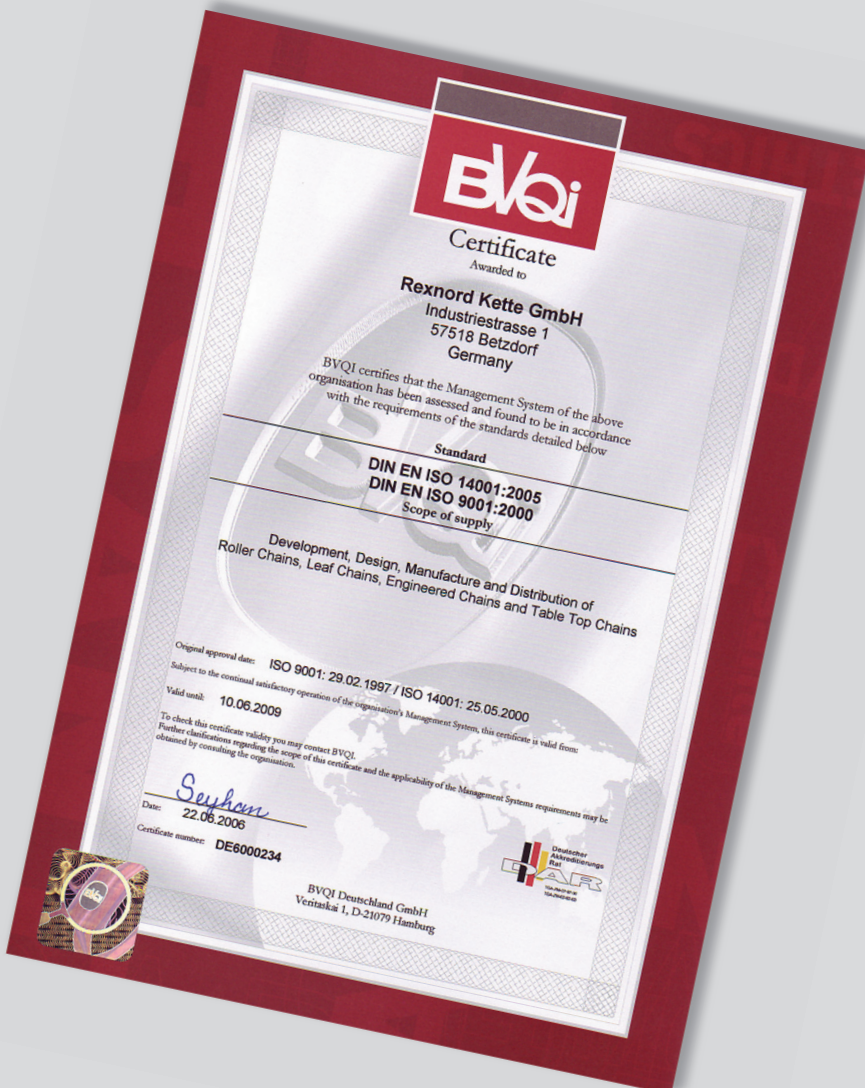 BVQi
Certificate
Awarded to
Rexnord Kette GmbH
Industriestrasse 1
57518 Betzdorf
Germany
BVQI certifies that the Management System of the above
organisation has been assessed and found to be in accordance
with the requirements of the standards detailed below
Standard
DIN EN ISO 14001:2005
DIN EN ISO 9001:2000
Scope of supply
Development, Design, Manufacture and Distribution of
Roller Chains, Leaf Chains, Engineered Chains and Table Top Chains
Original approval date: ISO 9001: 29.02.1997 / ISO 14001: 25.05.2000
Subject to the continual satisfactory operation of the organisation's Management System, this certificate is valid from:
Valid until: 10.06.2009
To check this certificate validity you may contact BVQI.
Further clarifications regarding the scope of this certificate and the applicability of the Management Systems requirements may be
obtained by consulting the organisation.
Seyhan
Date: 22.06.2006
Certificate number: DE6000234
Deutscher
Akkreditierungs
Rat
DAR
BVQI Deutschland GmbH
Veritaskai 1, D-21079 Hamburg